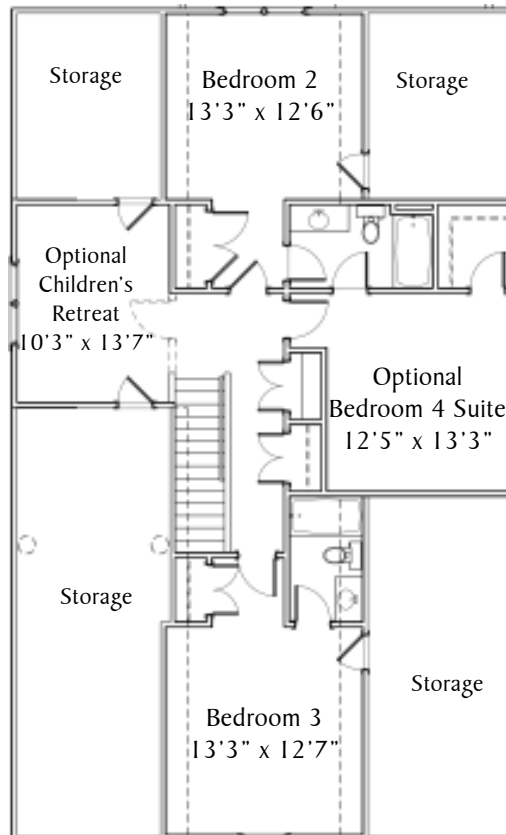 Storage
Bedroom 2
13'3" x 12'6"
Storage
Optional
Children's
Retreat
10'3" x 13'7"
Optional
Bedroom 4 Suite
12'5" x 13'3"
Storage
Storage
Bedroom 3
13'3" x 12'7"